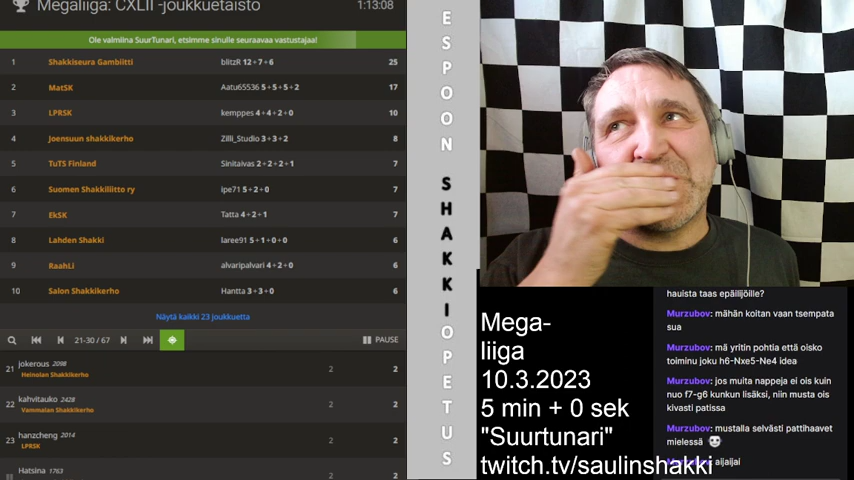 Megaliiga: CXLII -joukkuetaisto
1:13:08
Ole valmiina SuurTunari, etsimme sinulle seuraavaa vastustajaa!
1 Shakkiseura Gambiitti blitzR 12+7+6 25
2 MatSK Aatu65536 5+5+5+2 17
3 LPRSK kemppes 4+4+2+0 10
4 Joensuun shakkikerho Zilli_Studio 3+3+2 8
5 TuTS Finland Sinitaivas 2+2+2+1 7
6 Suomen Shakkiliitto ry ipe71 5+2+0 7
7 EkSK Tatta 4+2+1 7
8 Lahden Shakki laree91 5+1+0+0 6
9 RaahLi alvaripalvari 4+2+0 6
10 Salon Shakkikerho Hantta 3+3+0 6
Näytä kaikki 23 joukkuetta
21-30 / 67
PAUSE
21 jokerous 2098 2 2
Heinolan Shakkikerho
22 kahvitauko 2428 2 2
Vammalan Shakkikerho
23 hanzcheng 2014 2 2
LPRSK
Hatsina 1763 2 2
ESPOON SHAKKIOPETUS
Mega-
liiga
10.3.2023
5 min + 0 sek
"Suurtunari"
twitch.tv/saulinshakki
hauista taas epäilijöille?
Murzubov: mähän koitan vaan tsempata
sua
Murzubov: mä yritin pohtia että oisko
toiminu joku h6-Nxe5-Ne4 idea
Murzubov: jos muita nappeja ei ois kuin
nuo f7-g6 kunkun lisäksi, niin musta ois
kivasti patissa
Murzubov: mustalla selvästi pattihaavet
mielessä
Murzubov: aijaijai